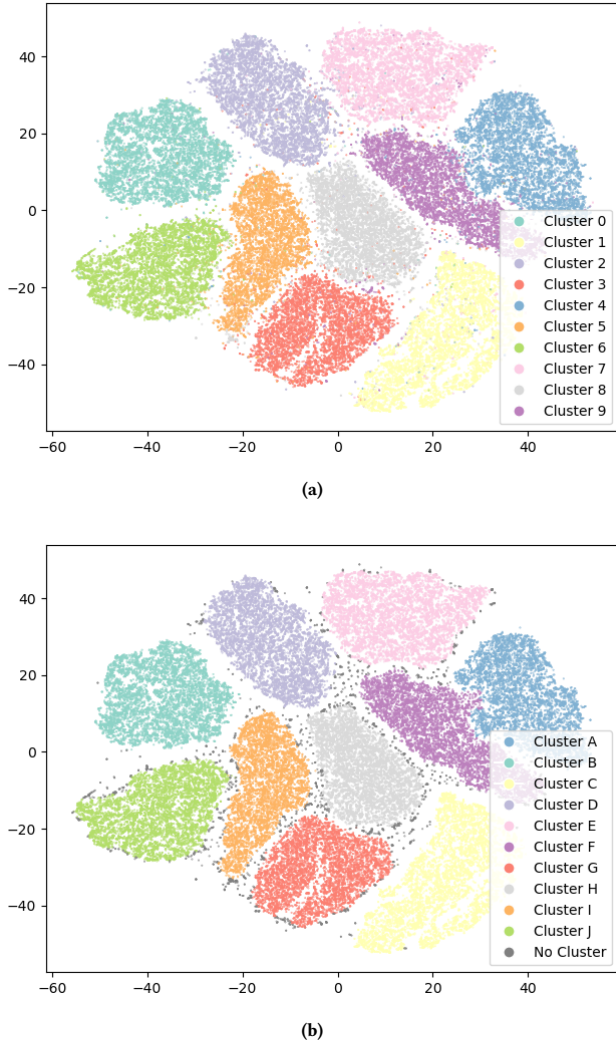 40
20
0
−20
−40
−60
−40
−20
0
20
40
Cluster 0
Cluster 1
Cluster 2
Cluster 3
Cluster 4
Cluster 5
Cluster 6
Cluster 7
Cluster 8
Cluster 9
(a)
40
20
0
−20
−40
−60
−40
−20
0
20
40
Cluster A
Cluster B
Cluster C
Cluster D
Cluster E
Cluster F
Cluster G
Cluster H
Cluster I
Cluster J
No Cluster
(b)